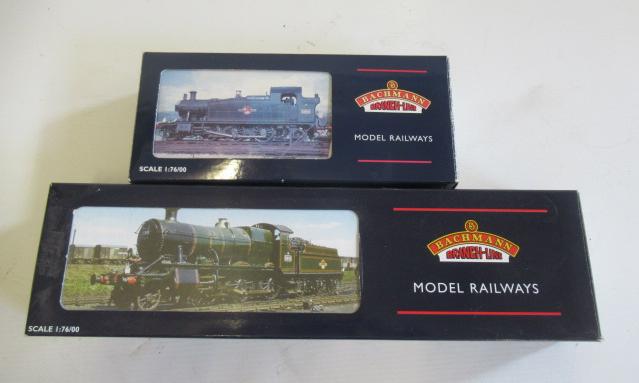 B
BACHMANN
BRANCH-LINE
MODEL RAILWAYS
SCALE 1:76/00
B
BACHMANN
BRANCH-LINE
MODEL RAILWAYS
SCALE 1:76/00